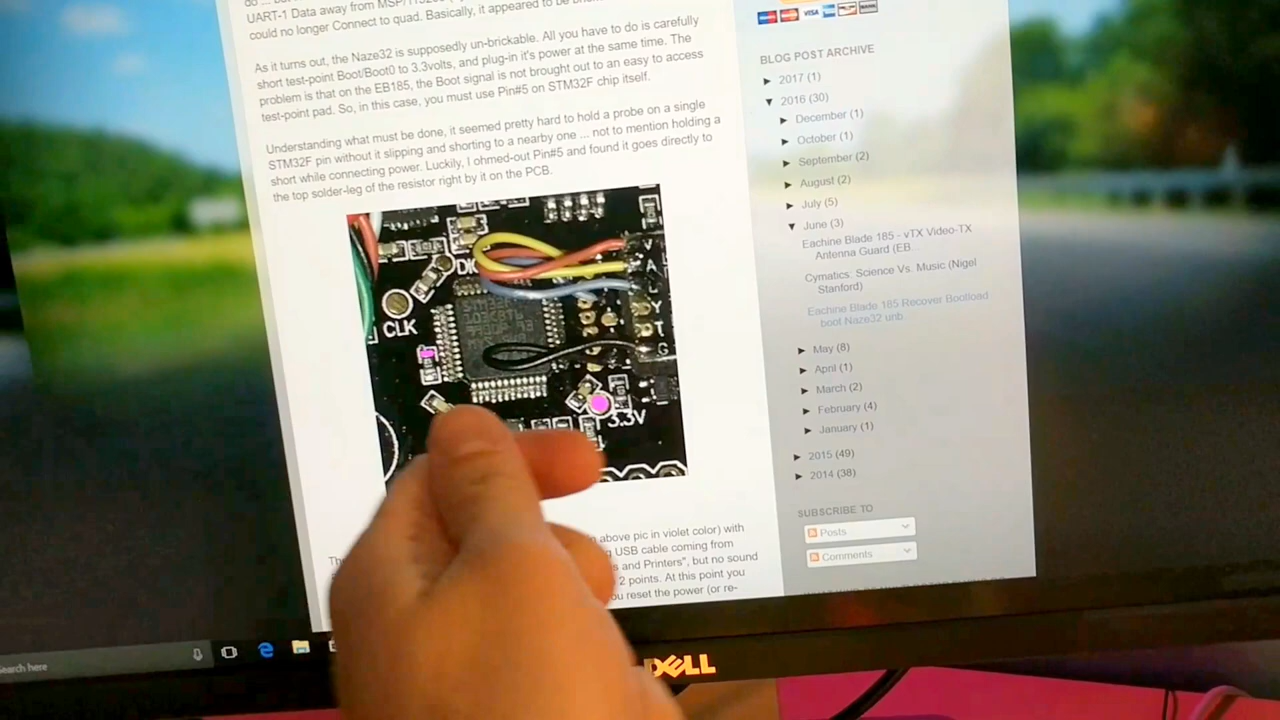 UART-1 Data away from
could no longer Connect to quad. Basically, it appeared to be
As it turns out, the Naze32 is supposedly un-brickable. All you have to do is carefully
short test-point Boot/Boot0 to 3.3volts, and plug-in it's power at the same time. The
problem is that on the EB185, the Boot signal is not brought out to an easy to access
test-point pad. So, in this case, you must use Pin#5 on STM32F chip itself.
Understanding what must be done, it seemed pretty hard to hold a probe on a single
STM32F pin without it slipping and shorting to a nearby one ... not to mention holding a
short while connecting power. Luckily, I ohmed-out Pin#5 and found it goes directly to
the top solder-leg of the resistor right by it on the PCB.
CLK
V
A
L
Y
T
G
3.3V
above pic in violet color) with
USB cable coming from
s and Printers", but no sound
2 points. At this point you
ou reset the power (or re-
VISA
BLOG POST ARCHIVE
► 2017 (1)
▼ 2016 (30)
► December (1)
► October (1)
► September (2)
► August (2)
► July (5)
▼ June (3)
Eachine Blade 185 - vTX Video-TX
Antenna Guard (EB...
Cymatics: Science Vs. Music (Nigel
Stanford)
Eachine Blade 185 Recover Bootload
boot Naze32 unb
► May (8)
► April (1)
► March (2)
► February (4)
► January (1)
► 2015 (49)
► 2014 (38)
SUBSCRIBE TO
Posts
Comments
earch here
DELL